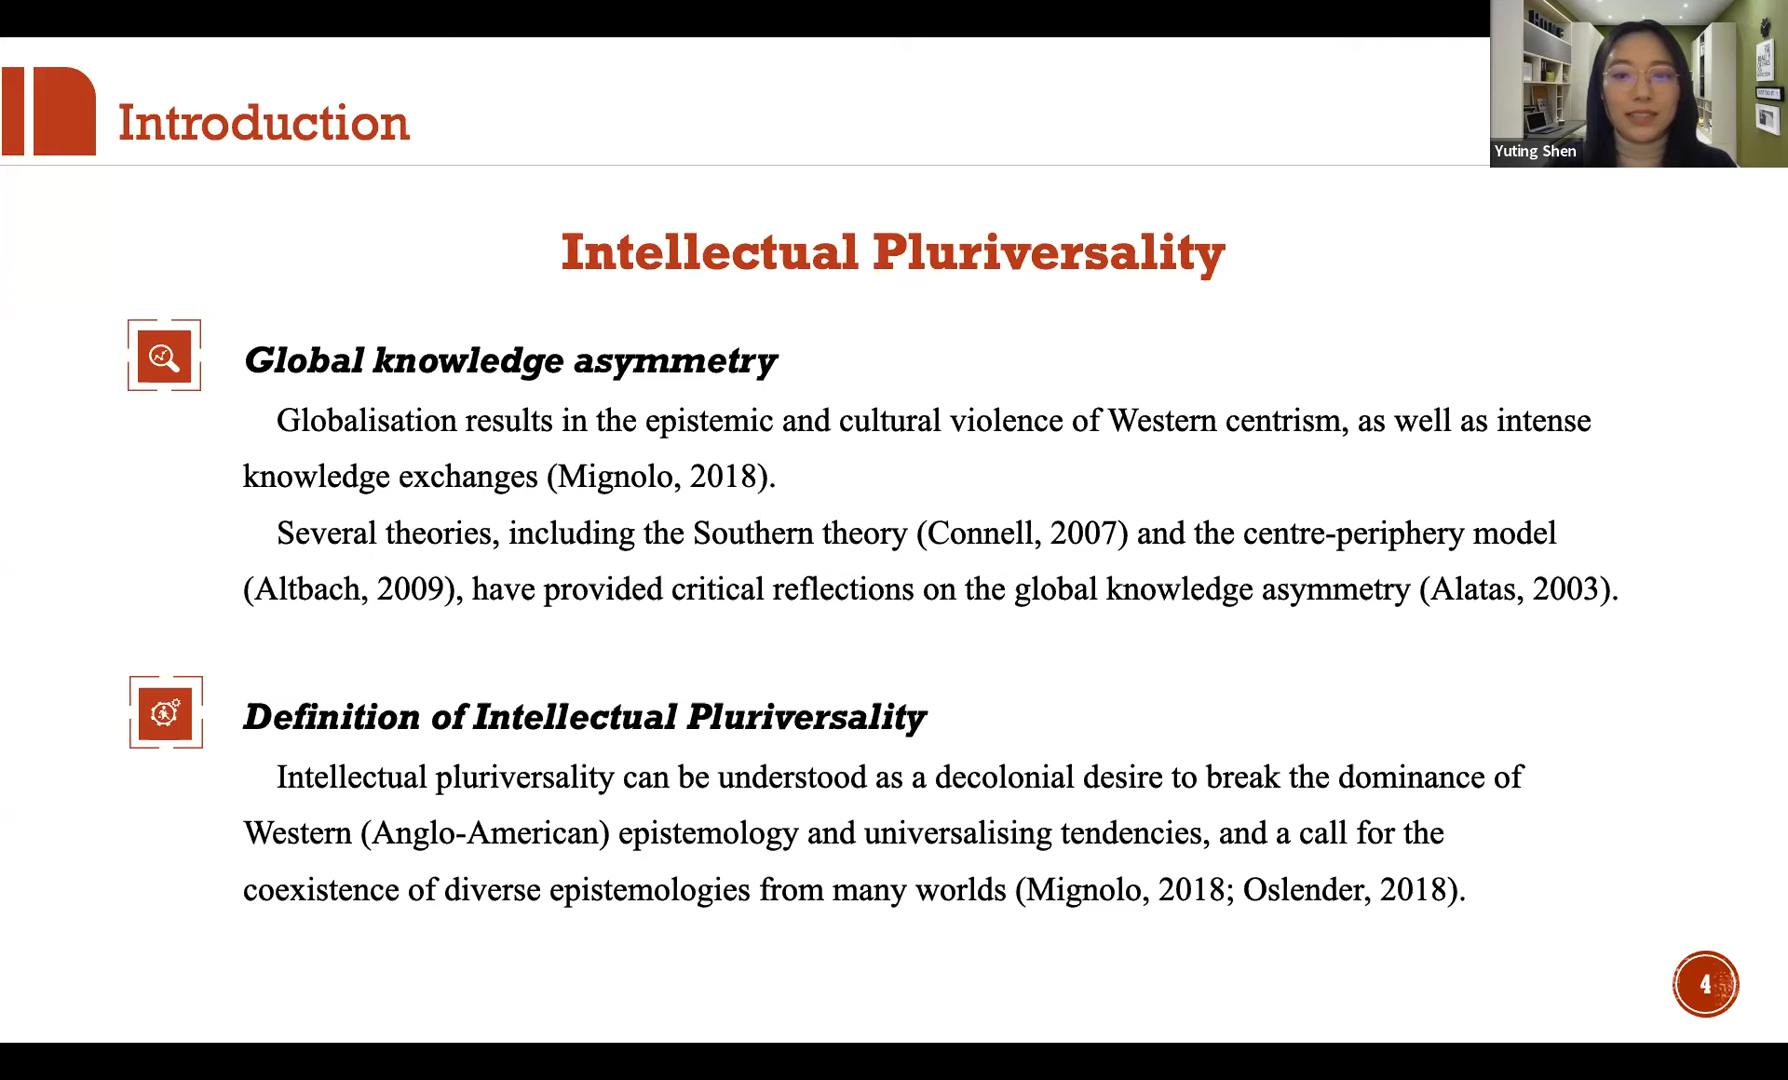 Introduction
Yuting Shen
Intellectual Pluriversality
Global knowledge asymmetry
Globalisation results in the epistemic and cultural violence of Western centrism, as well as intense
knowledge exchanges (Mignolo, 2018).
Several theories, including the Southern theory (Connell, 2007) and the centre-periphery model
(Altbach, 2009), have provided critical reflections on the global knowledge asymmetry (Alatas, 2003).
Definition of Intellectual Pluriversality
Intellectual pluriversality can be understood as a decolonial desire to break the dominance of
Western (Anglo-American) epistemology and universalising tendencies, and a call for the
coexistence of diverse epistemologies from many worlds (Mignolo, 2018; Oslender, 2018).
4